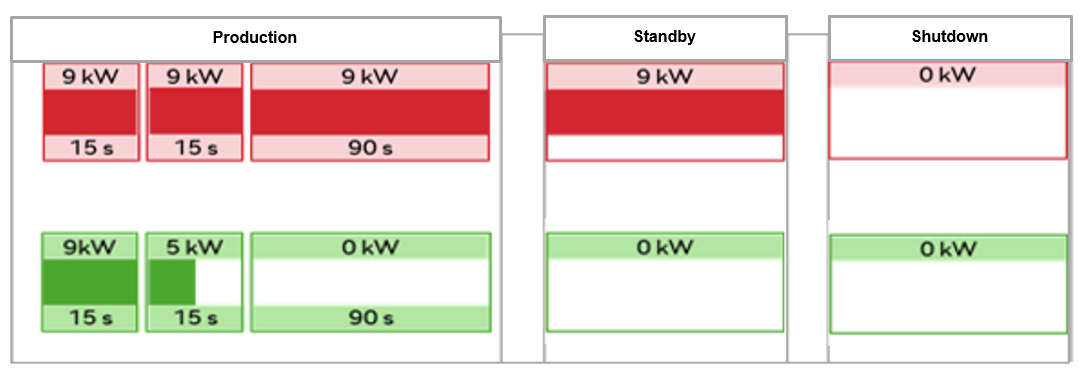 Production Standby Shutdown
9 kW 9 kW 9 kW 9 kW 0 kW
15 s 15 s 90 s
9kW 5 kW 0 kW 0 kW 0 kW
15 s 15 s 90 s